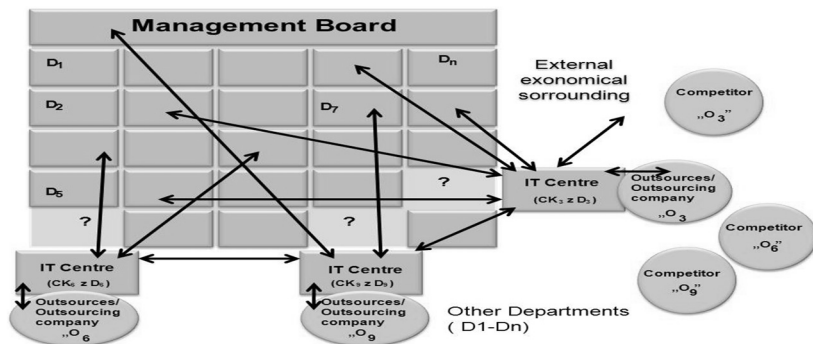 Management Board
D1
Dn
D2
D7
D5
?
?
?
External
exonomical
sorrounding
Competitor
„O3”
IT Centre
(CK3 z D3)
Outsources/
Outsourcing
company
„O3
Competitor
„O6”
Competitor
„O9”
IT Centre
(CK6 z D6)
Outsources/
Outsourcing
company
„O6
IT Centre
(CK9 z D9)
Outsources/
Outsourcing
company
„O9
Other Departments
( D1-Dn)